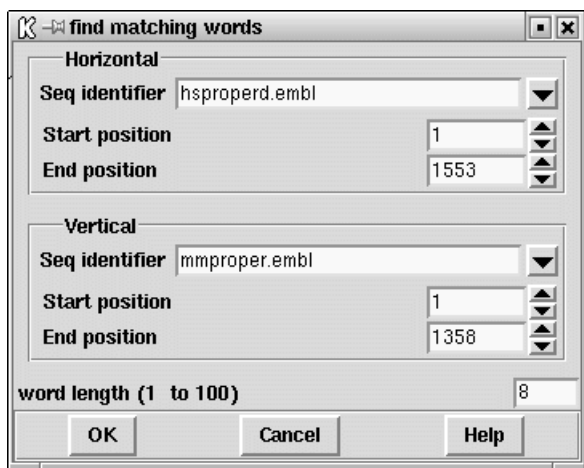 find matching words
Horizontal
Seq identifier hsproperd.embl
Start position 1
End position 1553
Vertical
Seq identifier mmproper.embl
Start position 1
End position 1358
word length (1 to 100) 8
OK Cancel Help